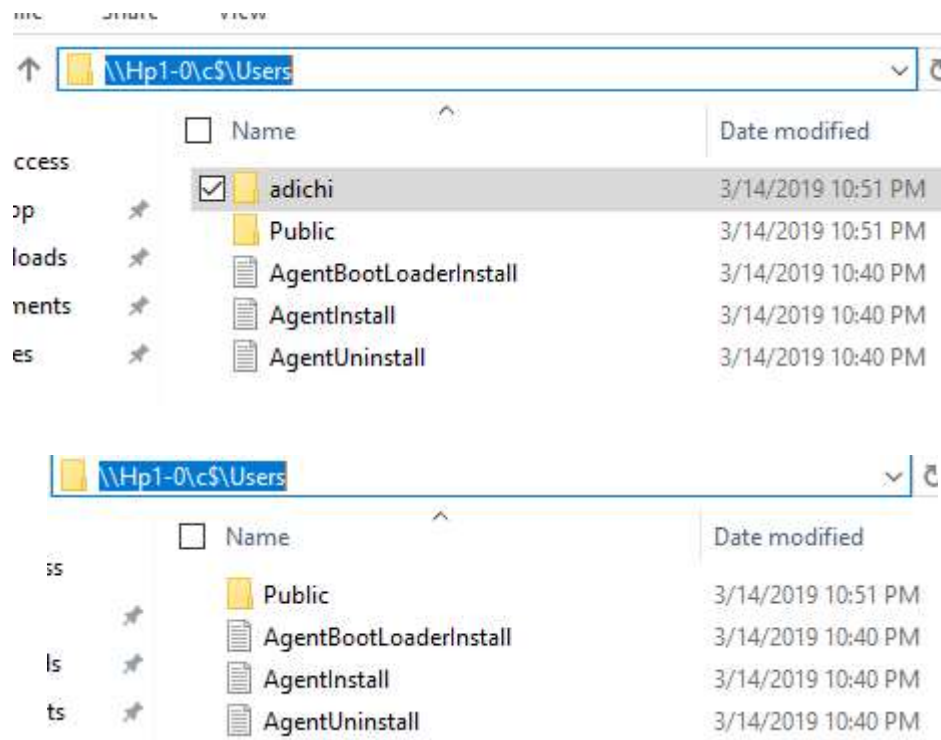 \\Hp1-0\c$\Users
Name Date modified
ccess
adichi 3/14/2019 10:51 PM
op
Public 3/14/2019 10:51 PM
loads
AgentBootLoaderInstall 3/14/2019 10:40 PM
ments
AgentInstall 3/14/2019 10:40 PM
es
AgentUninstall 3/14/2019 10:40 PM
\\Hp1-0\c$\Users
Name Date modified
ss
Public 3/14/2019 10:51 PM
AgentBootLoaderInstall 3/14/2019 10:40 PM
ls
AgentInstall 3/14/2019 10:40 PM
ts
AgentUninstall 3/14/2019 10:40 PM